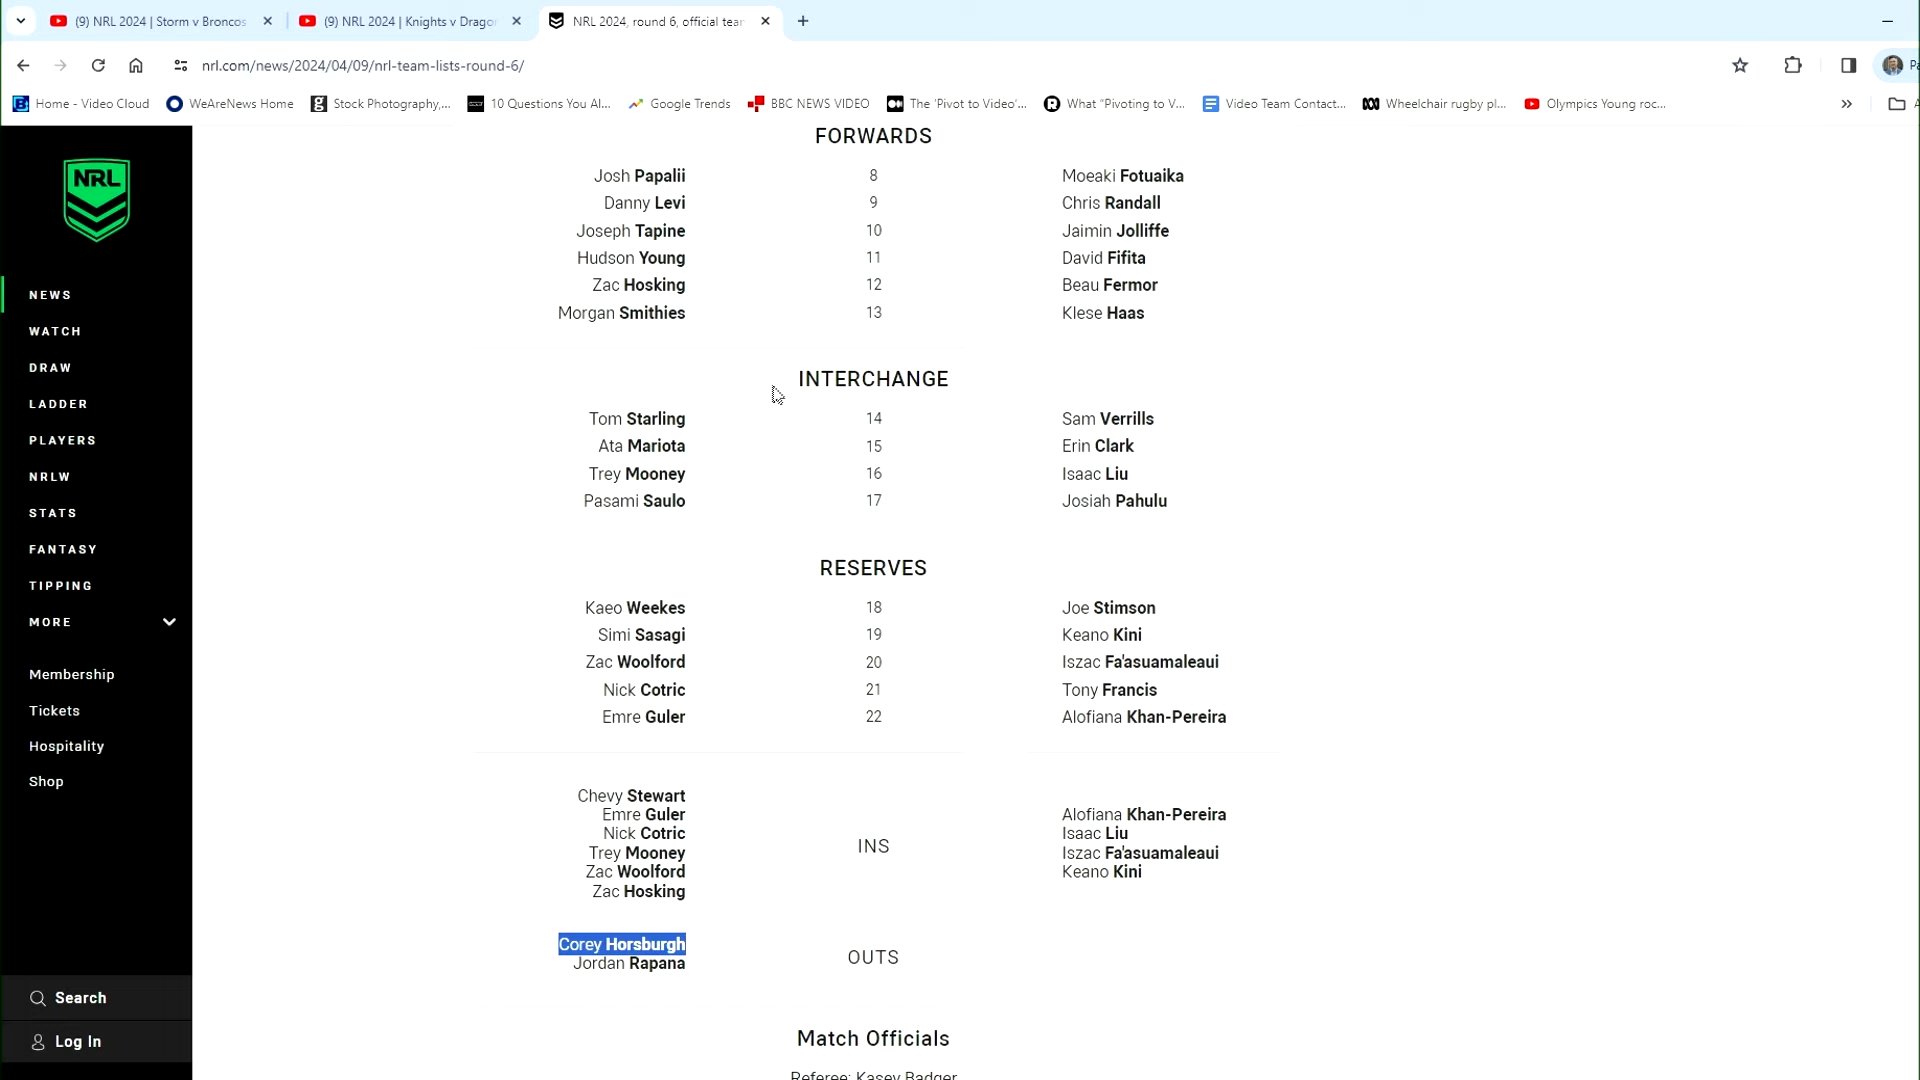 (9) NRL 2024 | Storm v Broncos
(9) NRL 2024 | Knights v Drago
NRL 2024, round 6, official tear
nrl.com/news/2024/04/09/nrl-team-lists-round-6/
Pa
Home - Video Cloud
WeAreNews Home
Stock Photography,...
10 Questions You Al...
Google Trends
BBC NEWS VIDEO
The 'Pivot to Video'...
What "Pivoting to V...
Video Team Contact...
Wheelchair rugby pl...
Olympics Young roc...
»
A
NRL
NEWS
WATCH
DRAW
LADDER
PLAYERS
NRLW
STATS
FANTASY
TIPPING
MORE
Membership
Tickets
Hospitality
Shop
Search
Log In
FORWARDS
Josh Papalii 8 Moeaki Fotuaika
Danny Levi 9 Chris Randall
Joseph Tapine 10 Jaimin Jolliffe
Hudson Young 11 David Fifita
Zac Hosking 12 Beau Fermor
Morgan Smithies 13 Klese Haas
INTERCHANGE
Tom Starling 14 Sam Verrills
Ata Mariota 15 Erin Clark
Trey Mooney 16 Isaac Liu
Pasami Saulo 17 Josiah Pahulu
RESERVES
Kaeo Weekes 18 Joe Stimson
Simi Sasagi 19 Keano Kini
Zac Woolford 20 Iszac Fa'asuamaleaui
Nick Cotric 21 Tony Francis
Emre Guler 22 Alofiana Khan-Pereira
Chevy Stewart
Emre Guler
Nick Cotric
Trey Mooney
Zac Woolford
Zac Hosking
INS
Alofiana Khan-Pereira
Isaac Liu
Iszac Fa'asuamaleaui
Keano Kini
Corey Horsburgh
Jordan Rapana
OUTS
Match Officials
Referee: Kasey Badger